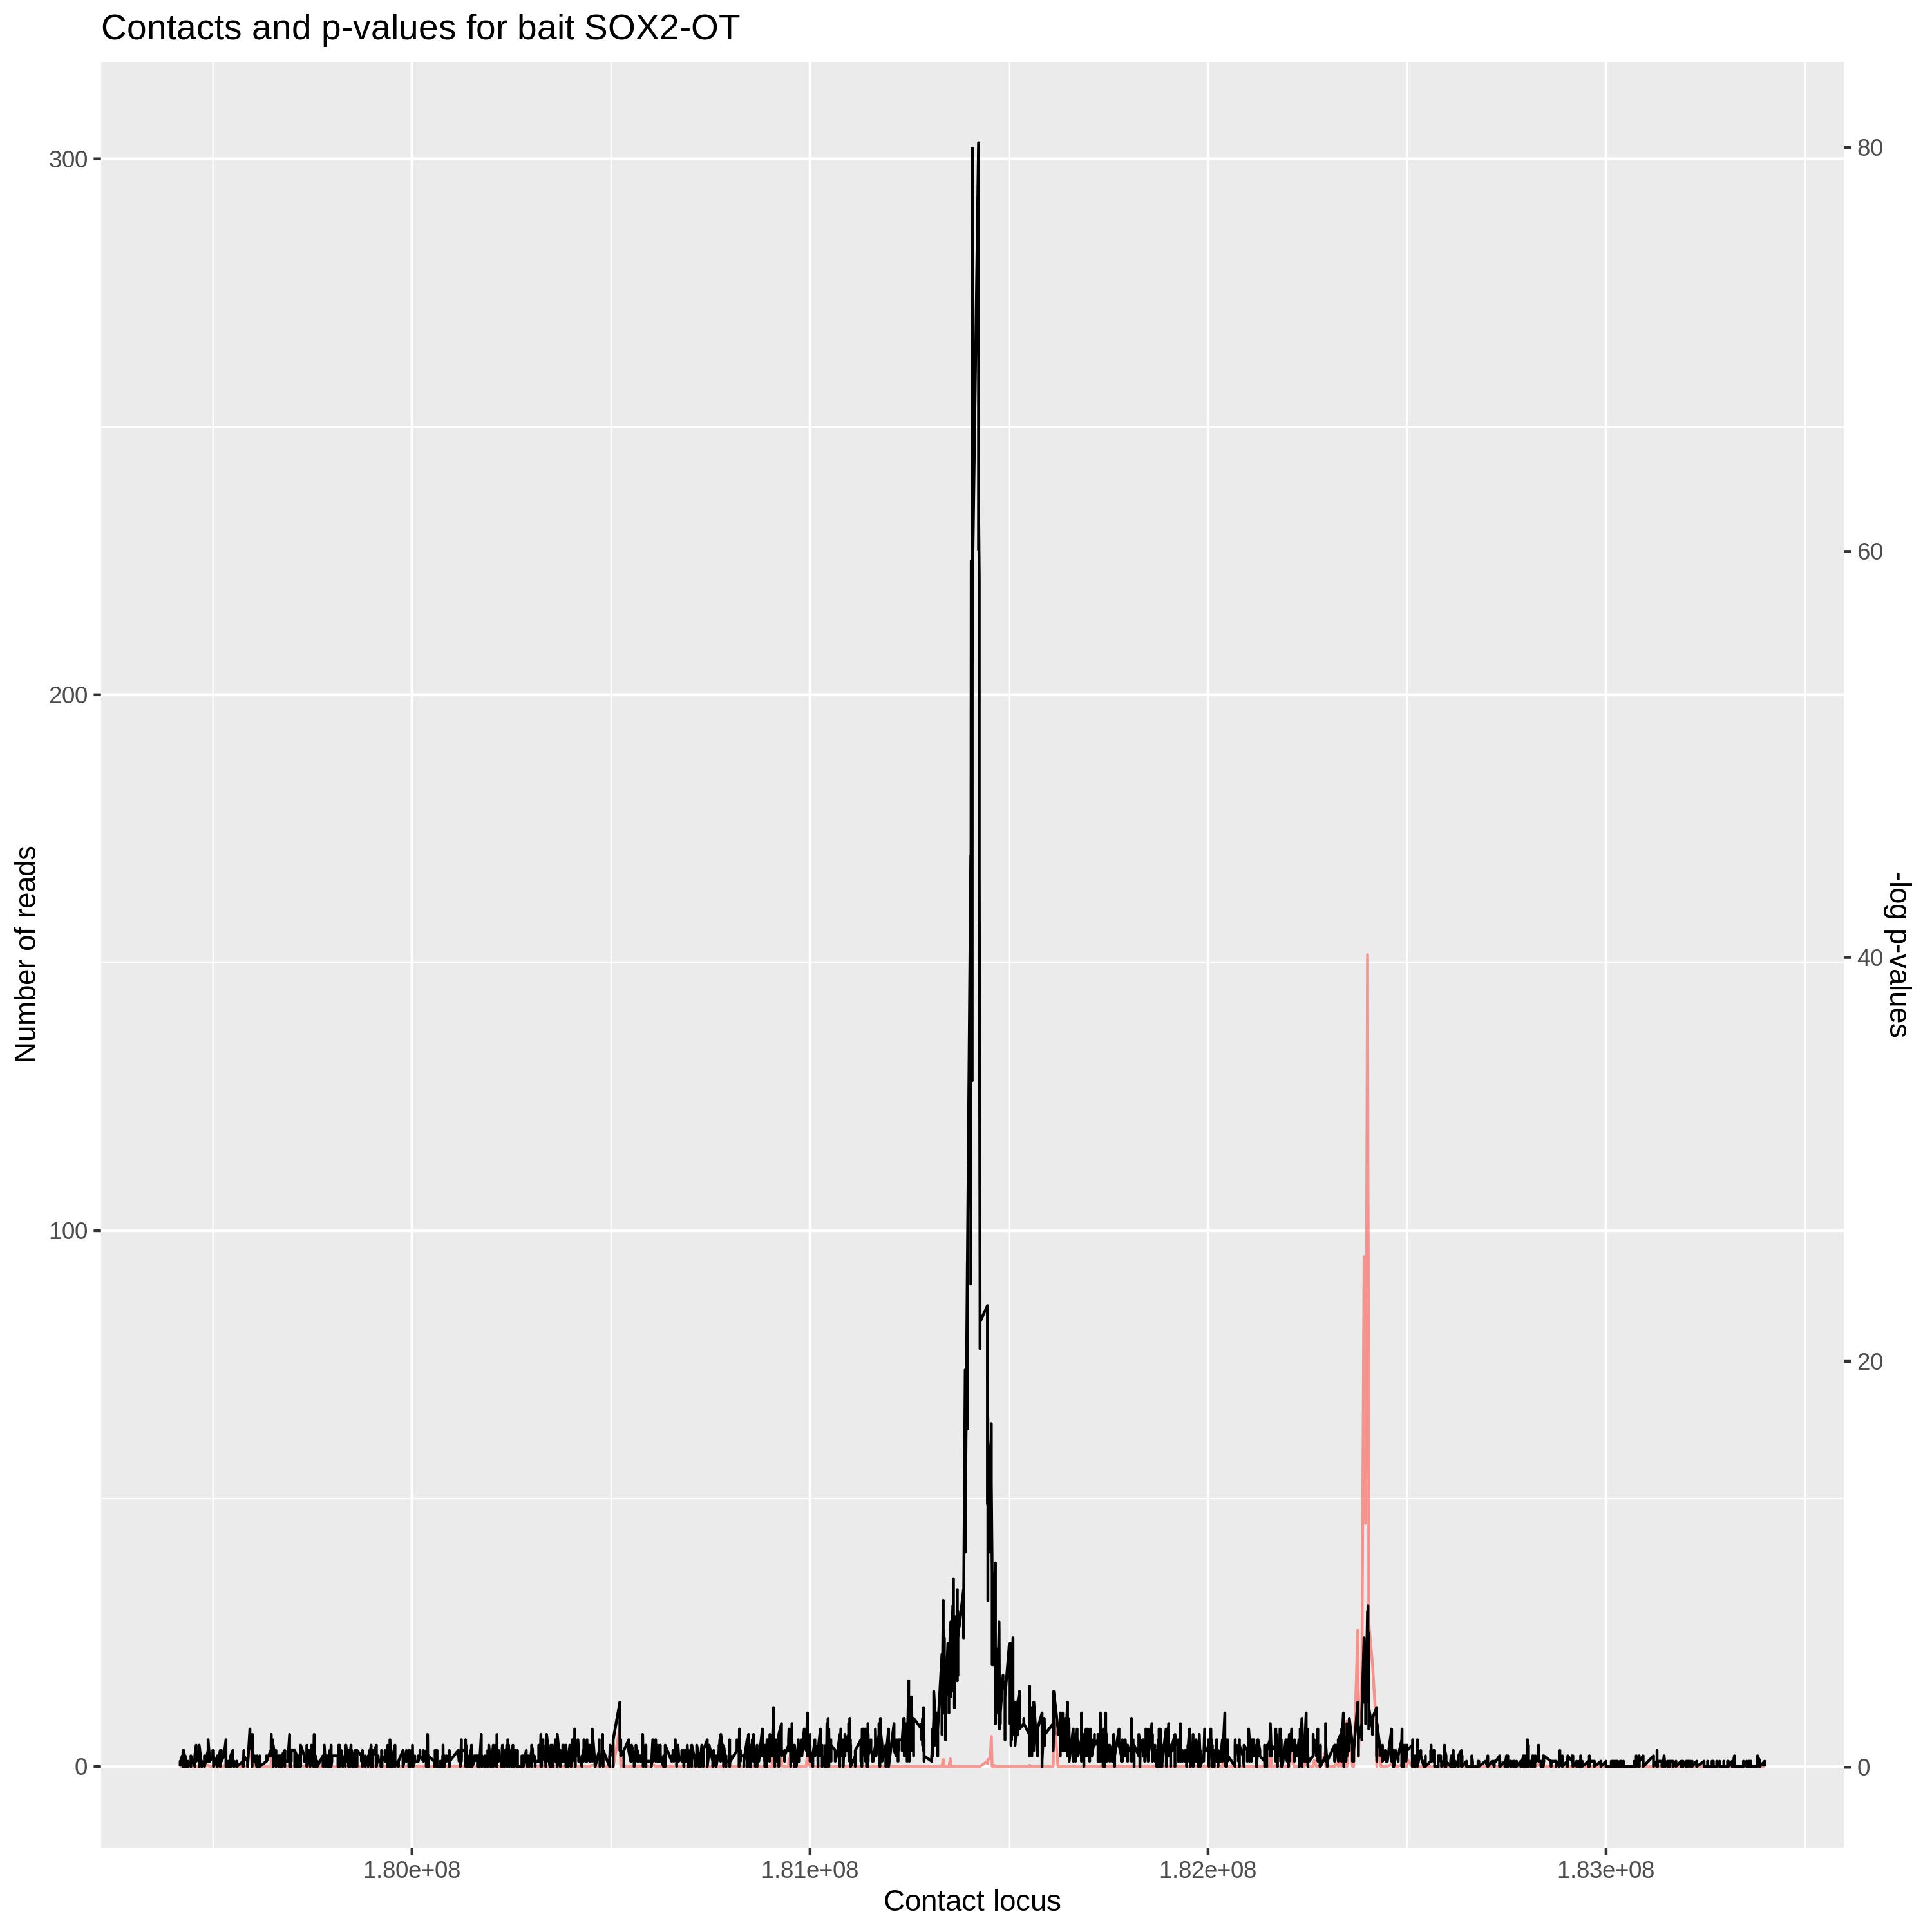 Contacts and p-values for bait SOX2-OT
300
200
100
0
Number of reads
80
60
40
20
0
-log p-values
1.80e+08
1.81e+08
1.82e+08
1.83e+08
Contact locus